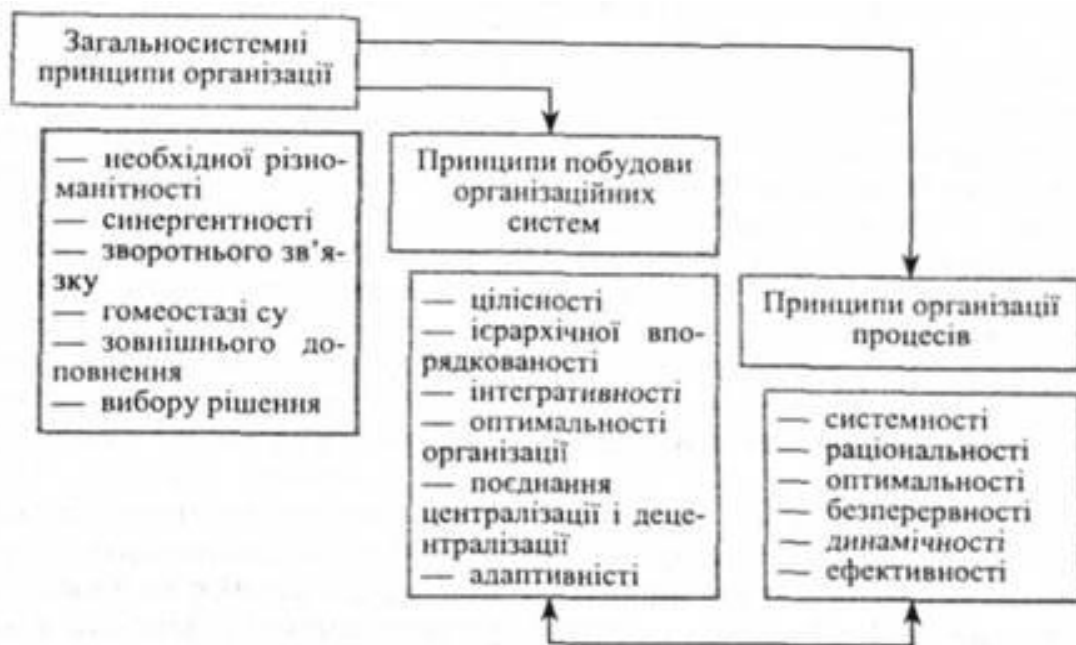 Загальносистемні
принципи організації
— необхідної різно-
манітності
— синергентності
— зворотнього зв'я-
зку
— гомеостазі су
— зовнішнього до-
повнення
— вибору рішення
Принципи побудови
організаційних
систем
— цілісності
— ієрархічної впо-
рядкованості
— інтегративності
— оптимальності
організації
— поєднання
централізації і деце-
нтралізації
— адаптивністі
Принципи організації
процесів
— системності
— раціональності
— оптимальності
— безперервності
— динамічності
— ефективності